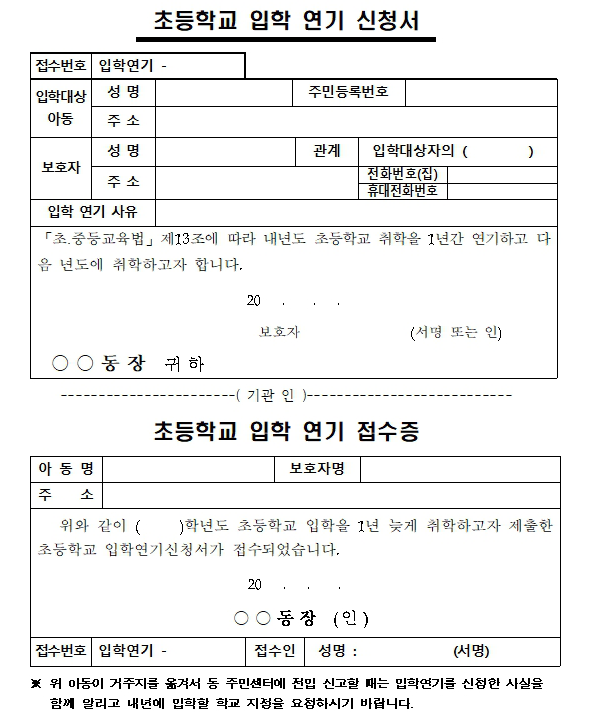 초등학교 입학 연기 신청서
접수번호 입학연기 -
입학대상 아동 성 명 주민등록번호
주 소
보호자 성 명 관계 입학대상자의 ( )
주 소 전화번호(집)
휴대전화번호
입학 연기 사유
「초.중등교육법」제13조에 따라 내년도 초등학교 취학을 1년간 연기하고 다
음 년도에 취학하고자 합니다.
20 . . .
보호자 (서명 또는 인)
○ ○ 동 장 귀 하
-----------------------( 기관 인 )---------------------------
초등학교 입학 연기 접수증
아 동 명 보호자명
주 소
위와 같이 ( )학년도 초등학교 입학을 1년 늦게 취학하고자 제출한
초등학교 입학연기신청서가 접수되었습니다.
20 . . .
○ ○ 동 장 (인)
접수번호 입학연기 - 접수인 성명 : (서명)
※ 위 아동이 거주지를 옮겨서 동 주민센터에 전입 신고할 때는 입학연기를 신청한 사실을
함께 알리고 내년에 입학할 학교 지정을 요청하시기 바랍니다.